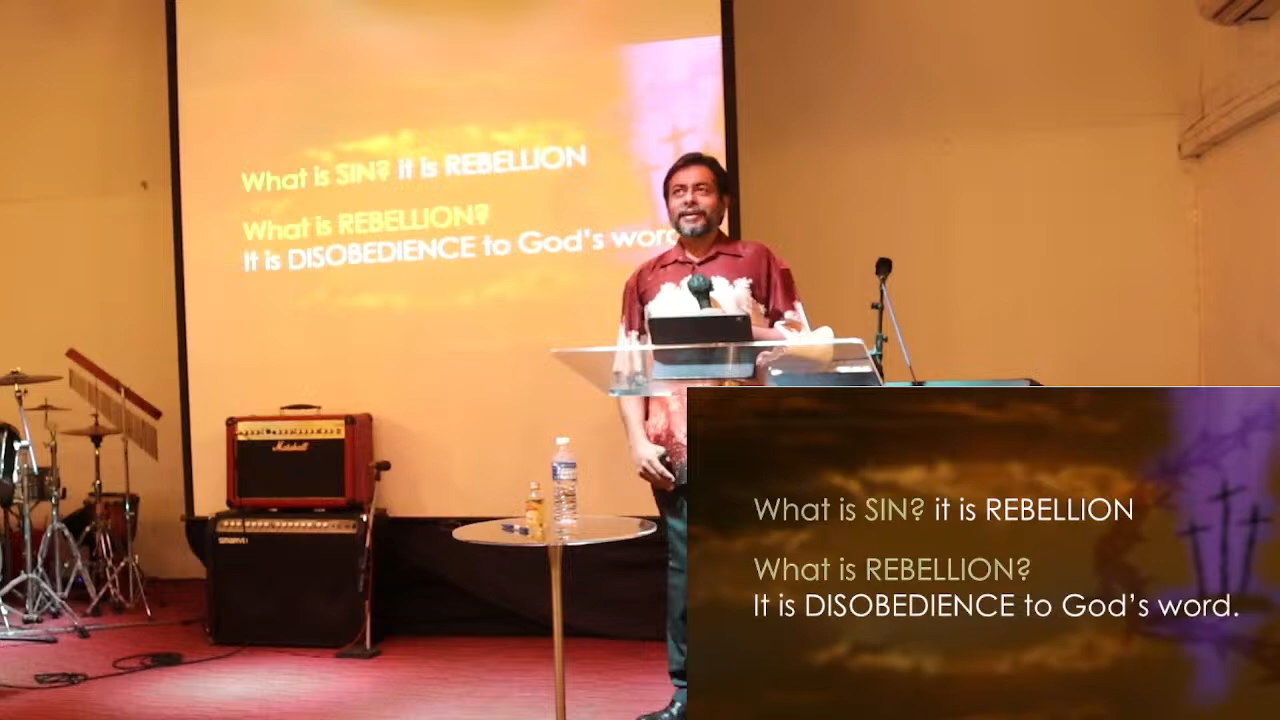 What is SIN? it is REBELLION
What is REBELLION?
It is DISOBEDIENCE to God's word
Marshall
What is SIN? it is REBELLION
What is REBELLION?
It is DISOBEDIENCE to God's word.